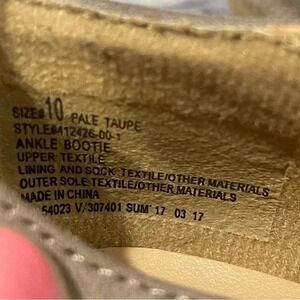 SIZE# 10 PALE TAUPE
STYLE#412426-00-1
ANKLE BOOTIE
UPPER TEXTILE
LINING AND SOCK TEXTILE/OTHER MATERIALS
OUTER SOLE TEXTILE/OTHER MATERIALS
MADE IN CHINA
54023 V/307401 SUM' 17 03 17